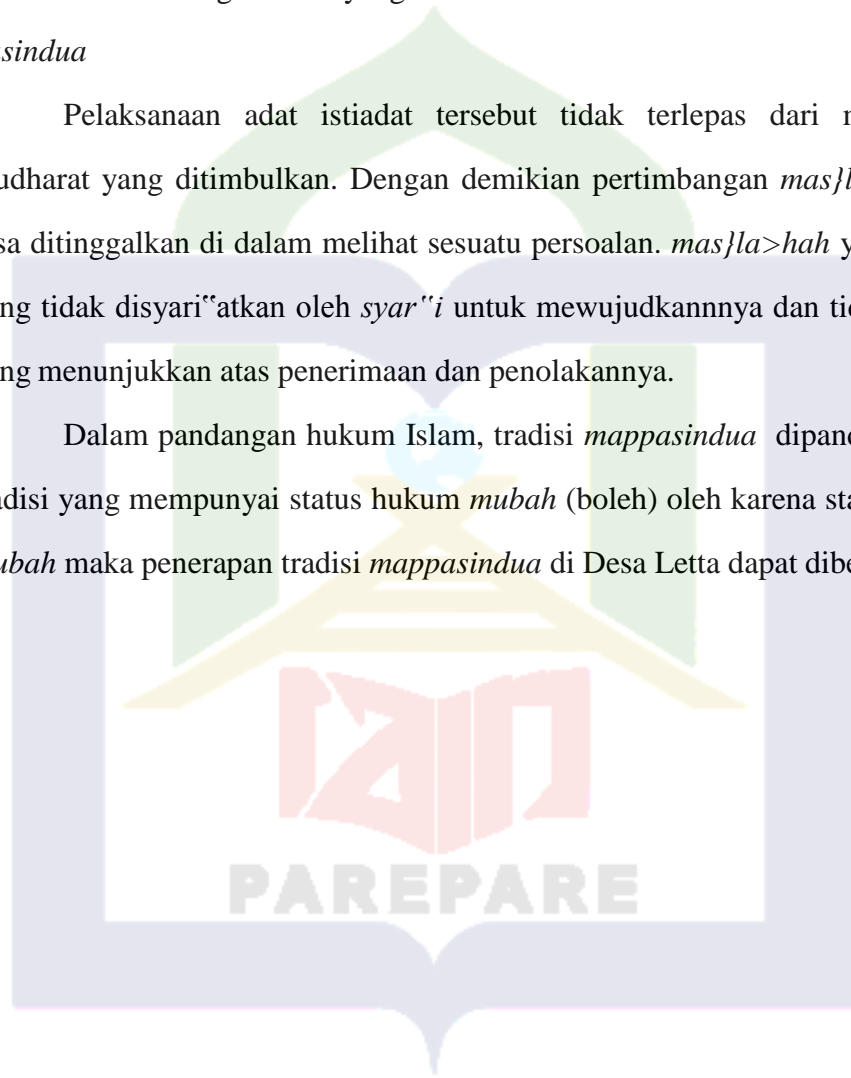 asindua
Pelaksanaan adat istiadat tersebut tidak terlepas dari
udharat yang ditimbulkan. Dengan demikian pertimbangan mas}l
sa ditinggalkan di dalam melihat sesuatu persoalan. mas}la>hah y
ng tidak disyari‟atkan oleh syar‟i untuk mewujudkannnya dan
ng menunjukkan atas penerimaan dan penolakannya.
Dalam pandangan hukum Islam, tradisi mappasindua dipand
adisi yang mempunyai status hukum mubah (boleh) oleh karena sta
ubah maka penerapan tradisi mappasindua di Desa Letta dapat dibe
PAREPARE